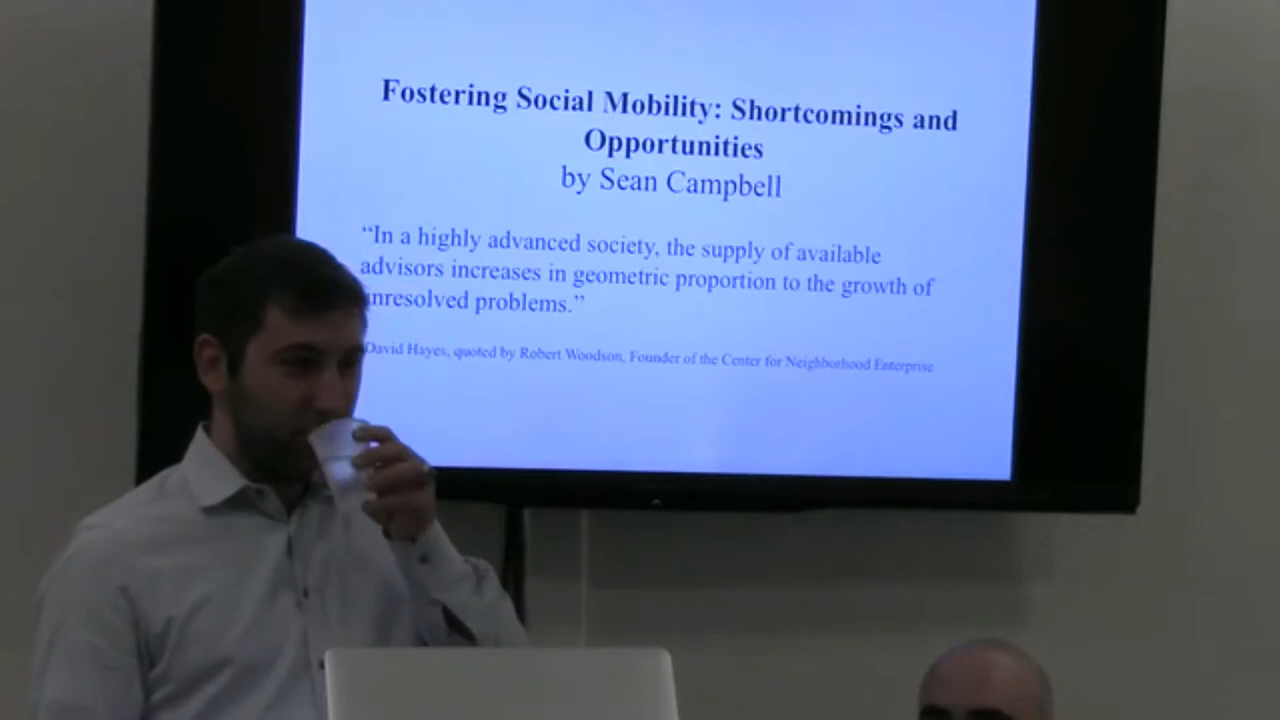 Fostering Social Mobility: Shortcomings and
Opportunities
by Sean Campbell
“In a highly advanced society, the supply of available
advisors increases in geometric proportion to the growth of
unresolved problems.”
David Hayes, quoted by Robert Woodson, Founder of the Center for Neighborhood Enterprise